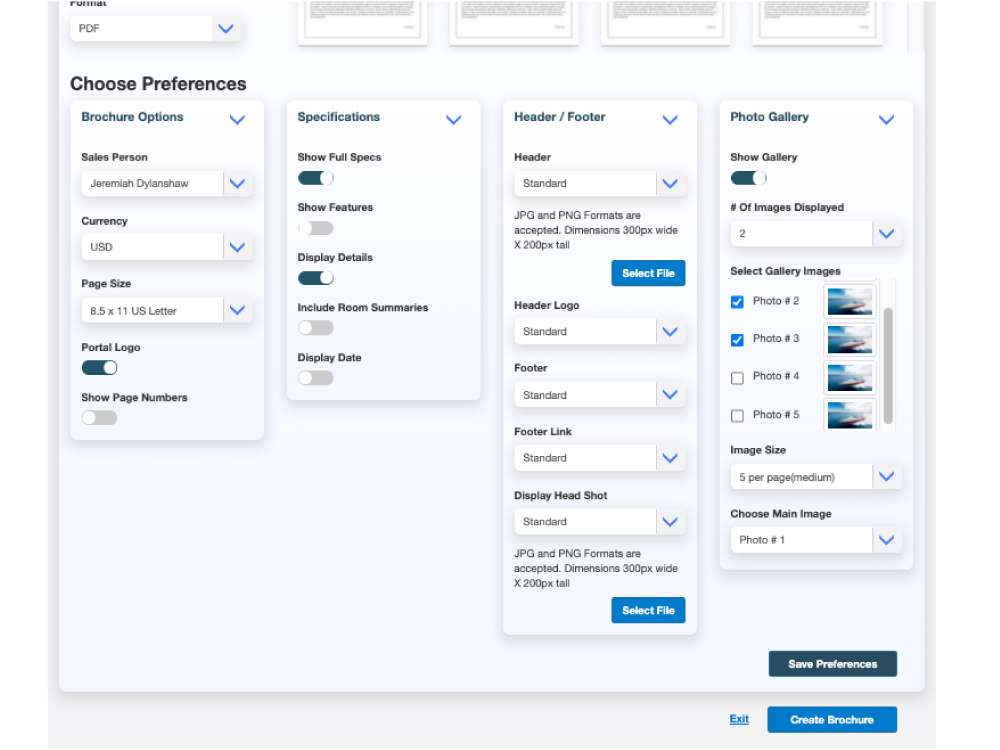 Format
PDF
Choose Preferences
Brochure Options
Sales Person
Jeremiah Dylanshaw
Currency
USD
Page Size
8.5 x 11 US Letter
Portal Logo
Show Page Numbers
Specifications
Show Full Specs
Show Features
Display Details
Include Room Summaries
Display Date
Header / Footer
Header
Standard
JPG and PNG Formats are
accepted. Dimensions 300px wide
X 200px tall
Select File
Header Logo
Standard
Footer
Standard
Footer Link
Standard
Display Head Shot
Standard
JPG and PNG Formats are
accepted. Dimensions 300px wide
X 200px tall
Select File
Photo Gallery
Show Gallery
# Of Images Displayed
2
Select Gallery Images
Photo # 2
Photo # 3
Photo # 4
Photo # 5
Image Size
5 per page(medium)
Choose Main Image
Photo # 1
Save Preferences
Exit
Create Brochure